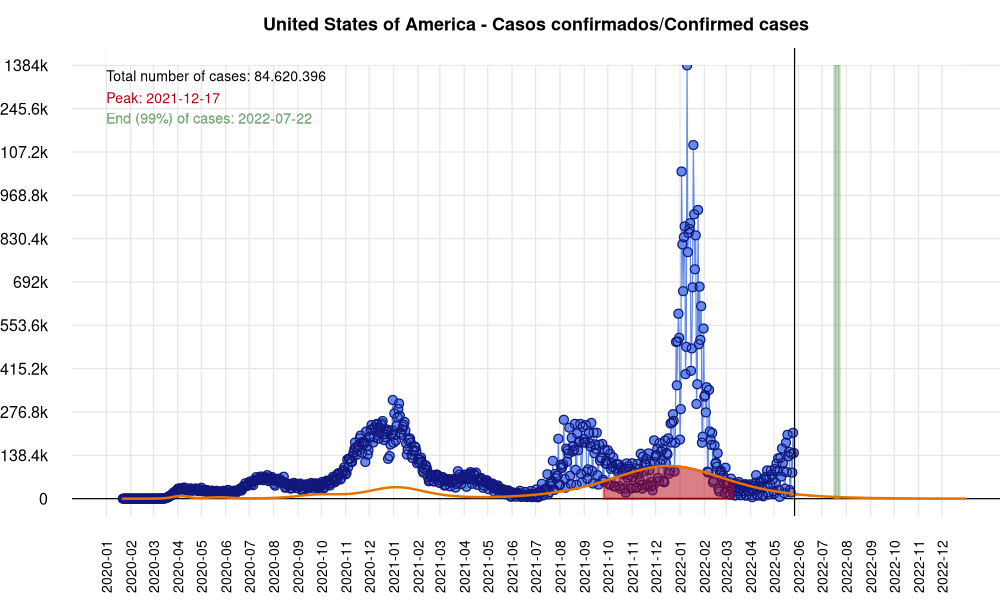 United States of America - Casos confirmados/Confirmed cases
Total number of cases: 84.620.396
Peak: 2021-12-17
End (99%) of cases: 2022-07-22
1384k
245.6k
107.2k
968.8k
830.4k
692k
553.6k
415.2k
276.8k
138.4k
0
2020-01
2020-02
2020-03
2020-04
2020-05
2020-06
2020-07
2020-08
2020-09
2020-10
2020-11
2020-12
2021-01
2021-02
2021-03
2021-04
2021-05
2021-06
2021-07
2021-08
2021-09
2021-10
2021-11
2021-12
2022-01
2022-02
2022-03
2022-04
2022-05
2022-06
2022-07
2022-08
2022-09
2022-10
2022-11
2022-12